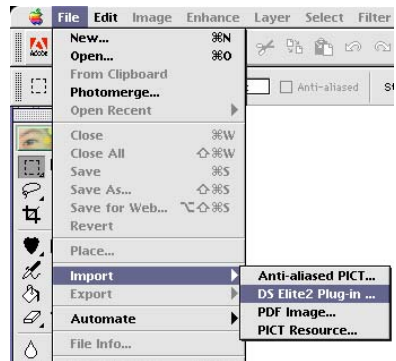 File Edit Image Enhance Layer Select Filter
Adobe
New... ⌘N
Open... ⌘O
From Clipboard
Photomerge...
Open Recent
Anti-aliased St
Close ⌘W
Close All ⇧⌘W
Save ⌘S
Save As... ⇧⌘S
Save for Web... ⌥⇧⌘S
Revert
Place...
Import
Anti-aliased PICT...
Export
DS Elite2 Plug-in ...
PDF Image...
Automate
PICT Resource...
File Info...